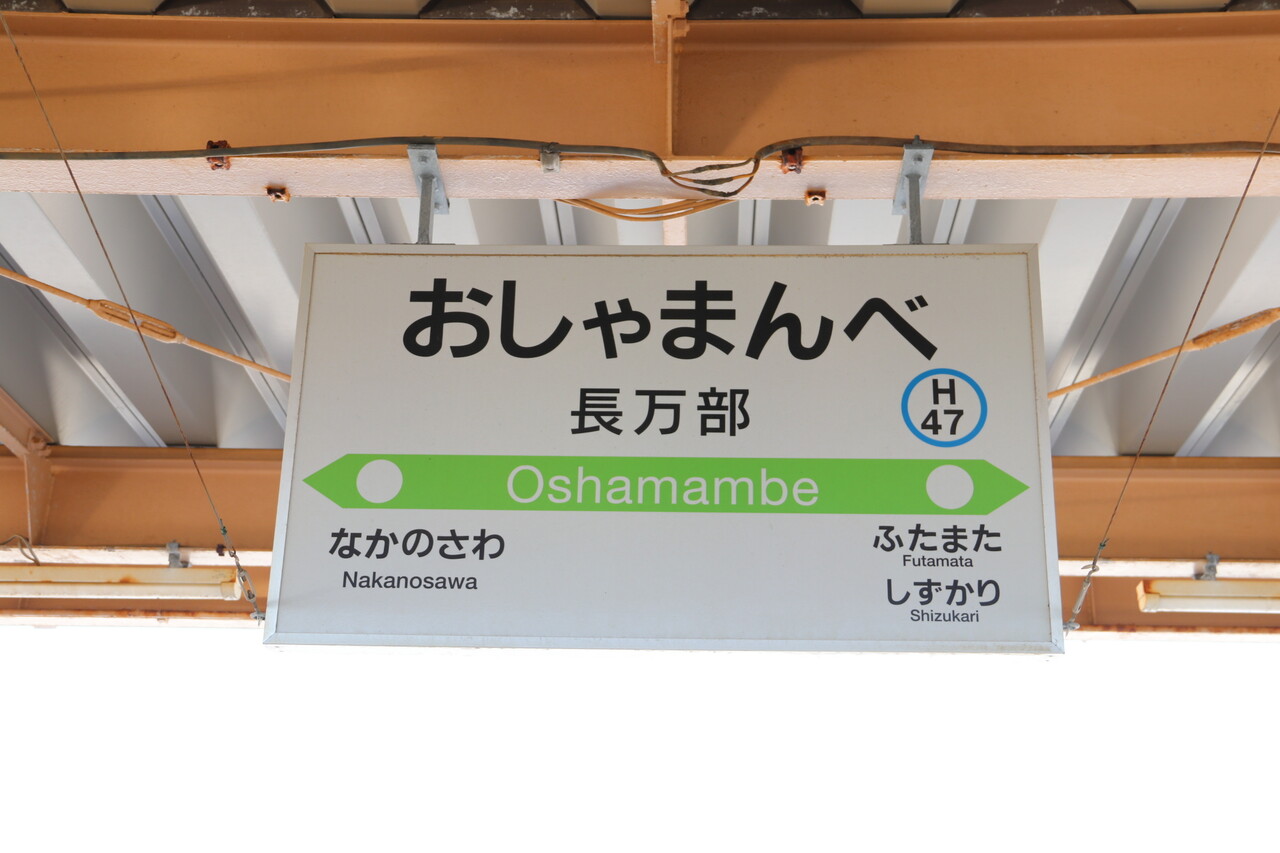 おしゃまんべ
長万部
H
47
Oshamambe
なかのさわ
Nakanosawa
ふたまた
Futamata
しずかり
Shizukari